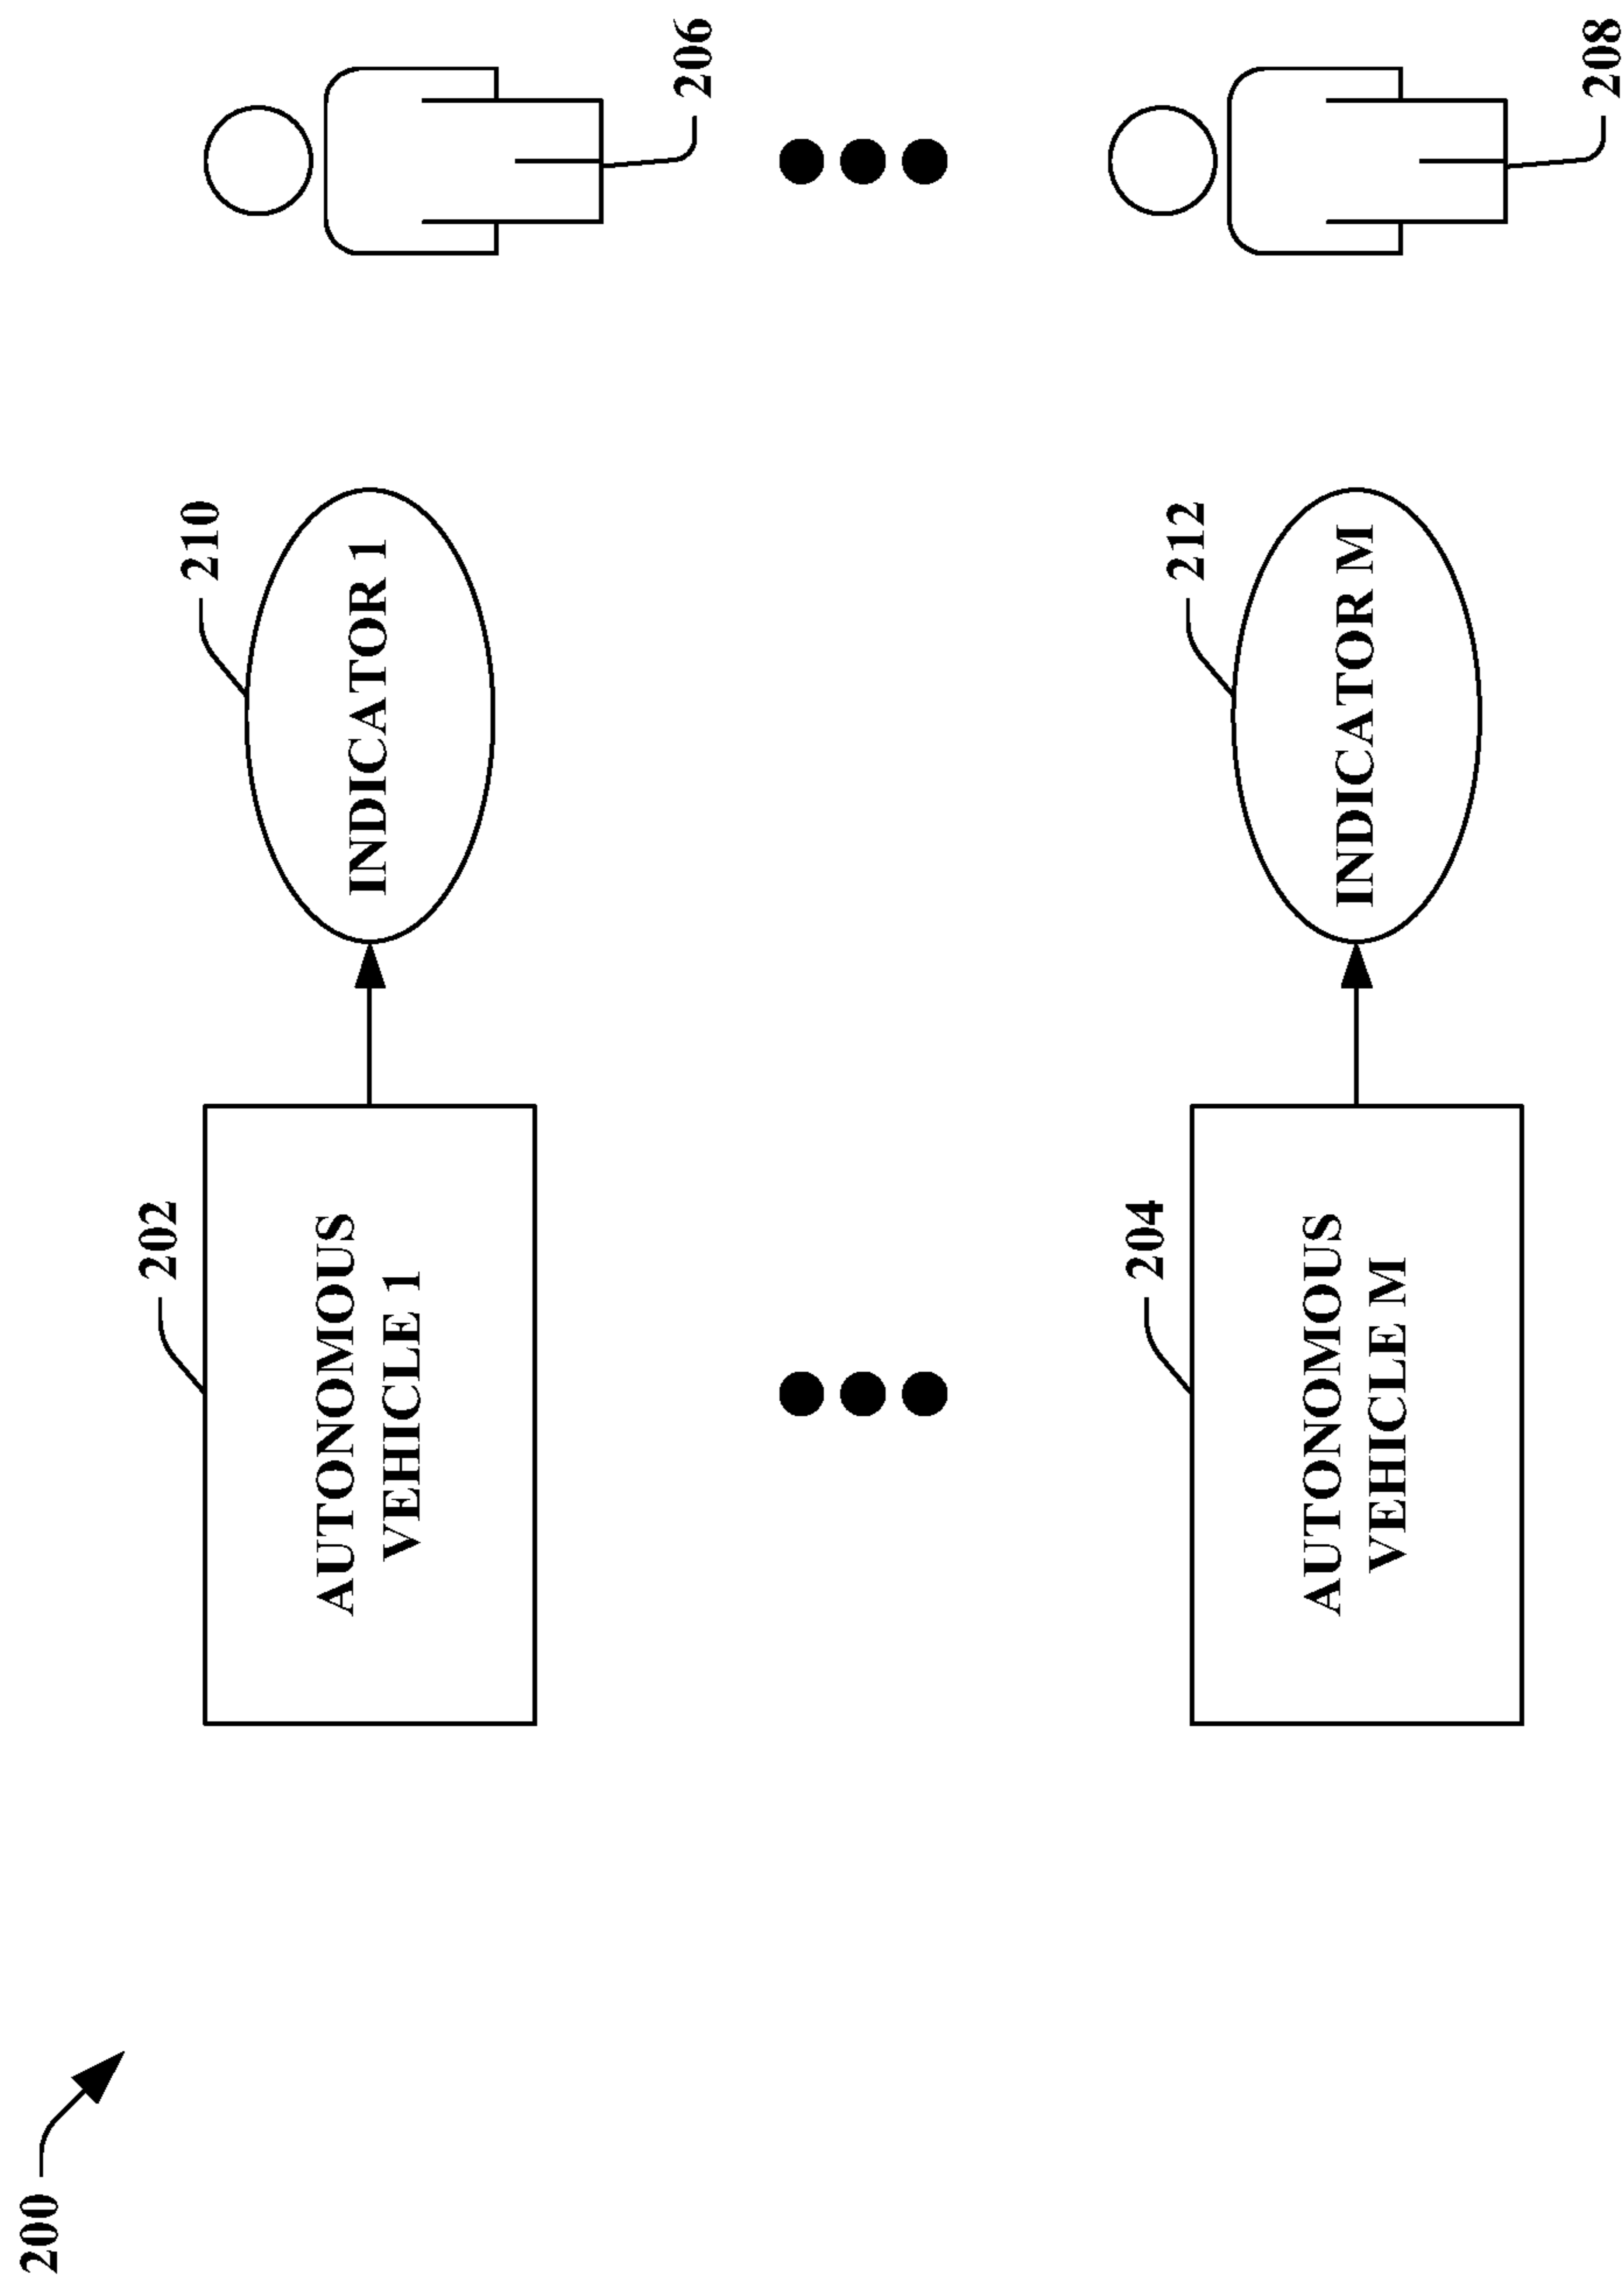 200
202
AUTONOMOUS
VEHICLE 1
210
INDICATOR 1
206
204
AUTONOMOUS
VEHICLE M
212
INDICATOR M
208